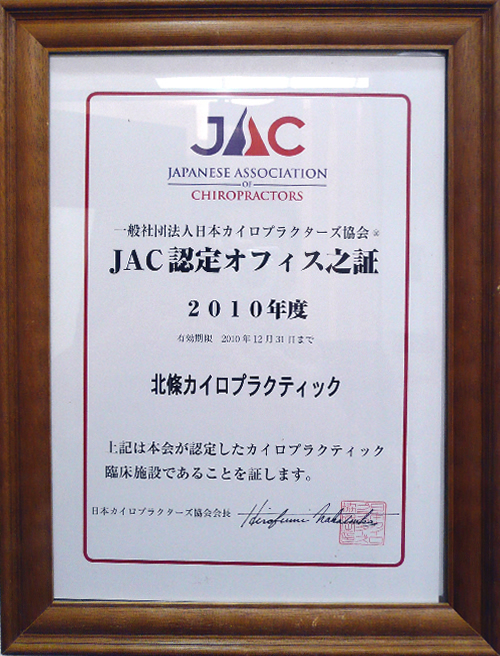 JAC
JAPANESE ASSOCIATION
OF
CHIROPRACTORS
一般社団法人日本カイロプラクターズ協会®
JAC認定オフィス之証
2010年度
有効期限 2010年12月31日まで
北條カイロプラクティック
上記は本会が認定したカイロプラクティック
臨床施設であることを証します。
日本カイロプラクターズ協会会長 Hirofumi